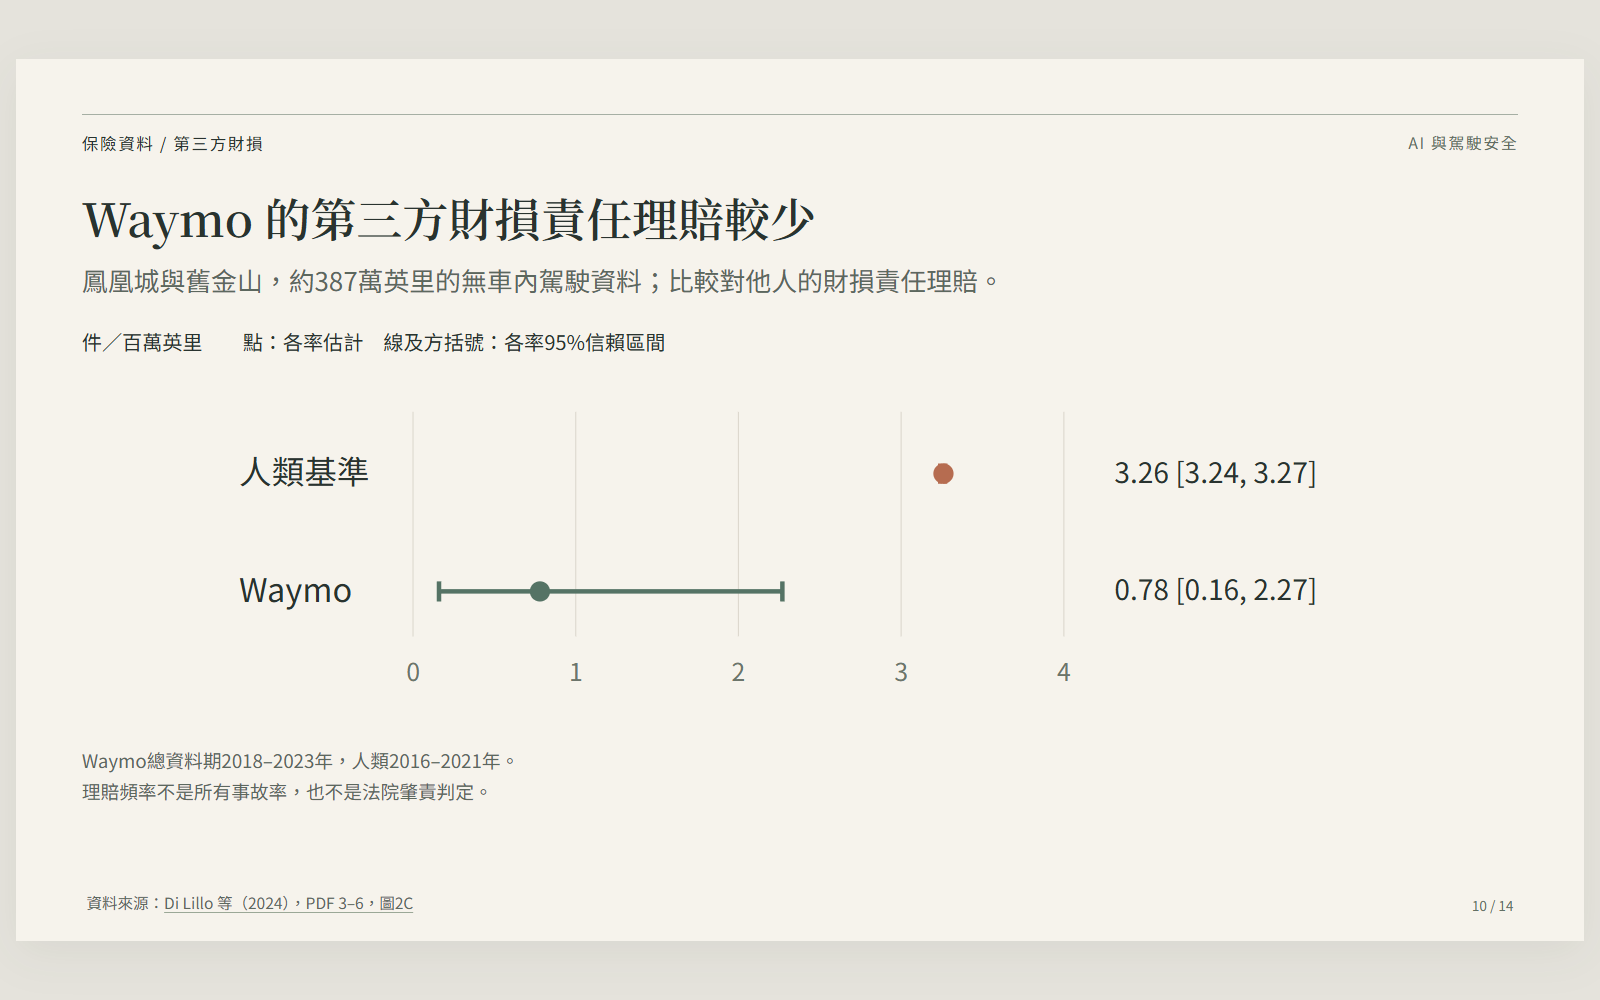 保險資料 / 第三方財損
AI 與駕駛安全
Waymo 的第三方財損責任理賠較少
鳳凰城與舊金山，約387萬英里的無車內駕駛資料；比較對他人的財損責任理賠。
件／百萬英里　　點：各率估計　線及方括號：各率95%信賴區間
人類基準
3.26 [3.24, 3.27]
Waymo
0.78 [0.16, 2.27]
0 1 2 3 4
Waymo總資料期2018–2023年，人類2016–2021年。
理賠頻率不是所有事故率，也不是法院肇責判定。
資料來源：Di Lillo 等（2024），PDF 3–6，圖2C
10 / 14